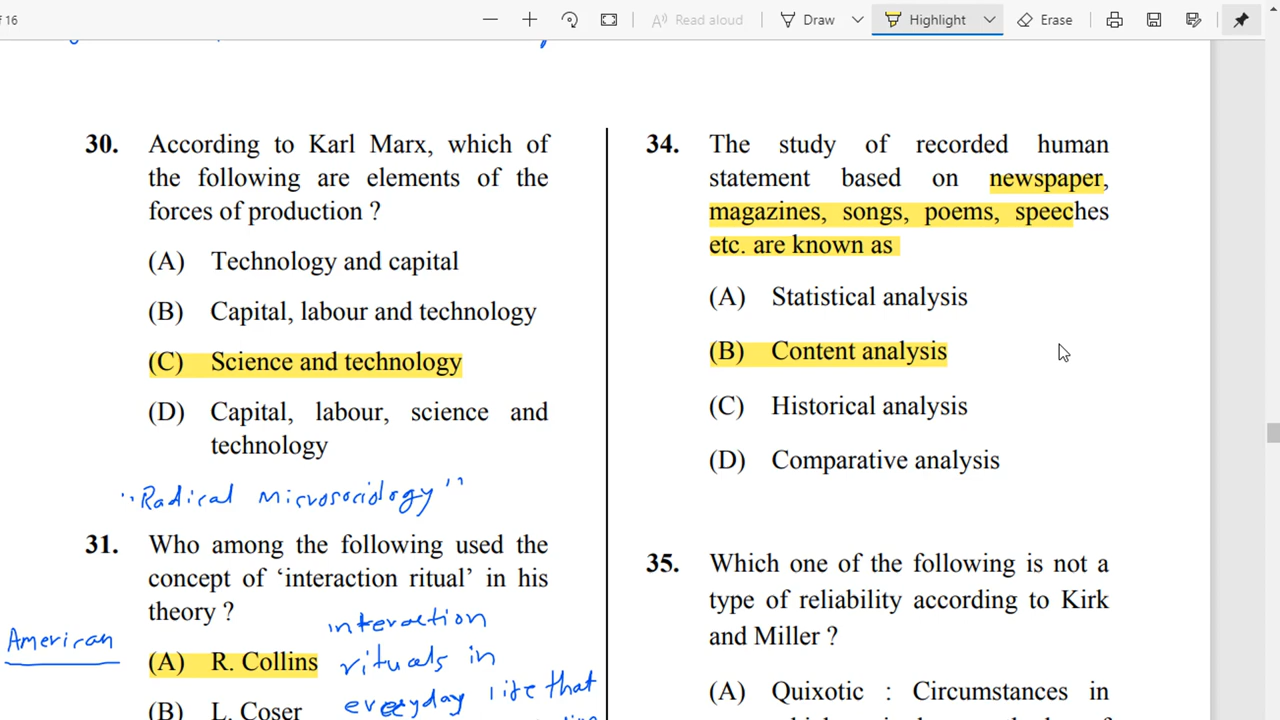 f 16
Read aloud
Draw
Highlight
Erase
30. According to Karl Marx, which of
the following are elements of the
forces of production ?
(A) Technology and capital
(B) Capital, labour and technology
(C) Science and technology
(D) Capital, labour, science and
technology
"Radical Microsociology"
31. Who among the following used the
concept of ‘interaction ritual’ in his
theory ?
American
interaction
(A) R. Collins
rituals in
everyday life that
(B) L. Coser
34. The study of recorded human
statement based on newspaper,
magazines, songs, poems, speeches
etc. are known as
(A) Statistical analysis
(B) Content analysis
(C) Historical analysis
(D) Comparative analysis
35. Which one of the following is not a
type of reliability according to Kirk
and Miller ?
(A) Quixotic : Circumstances in